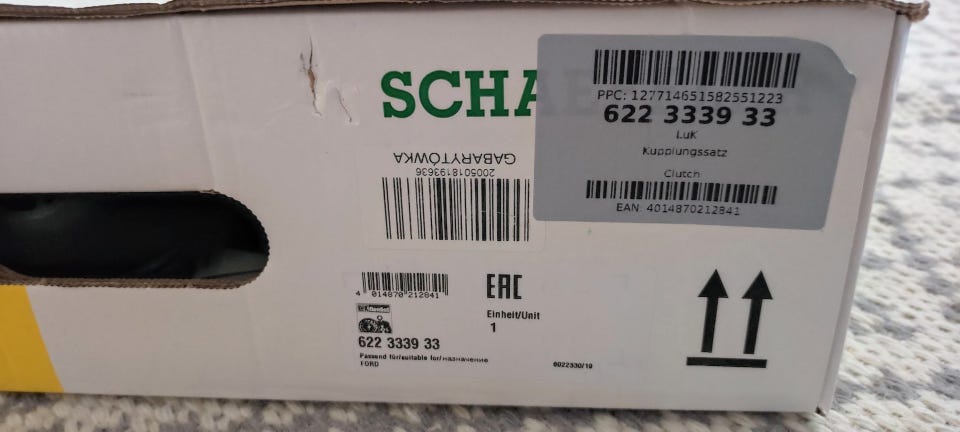 SCHA
PPC: 127714651582551223
622 3339 33
LuK
Kupplungssatz
Clutch
EAN: 4014870212841
GABARYTÓWKA
2005018193636
4 014870 212841
EAC
Einheit/Unit
1
622 3339 33
Passend für/suitable for/назначение
FORD
6022330/10